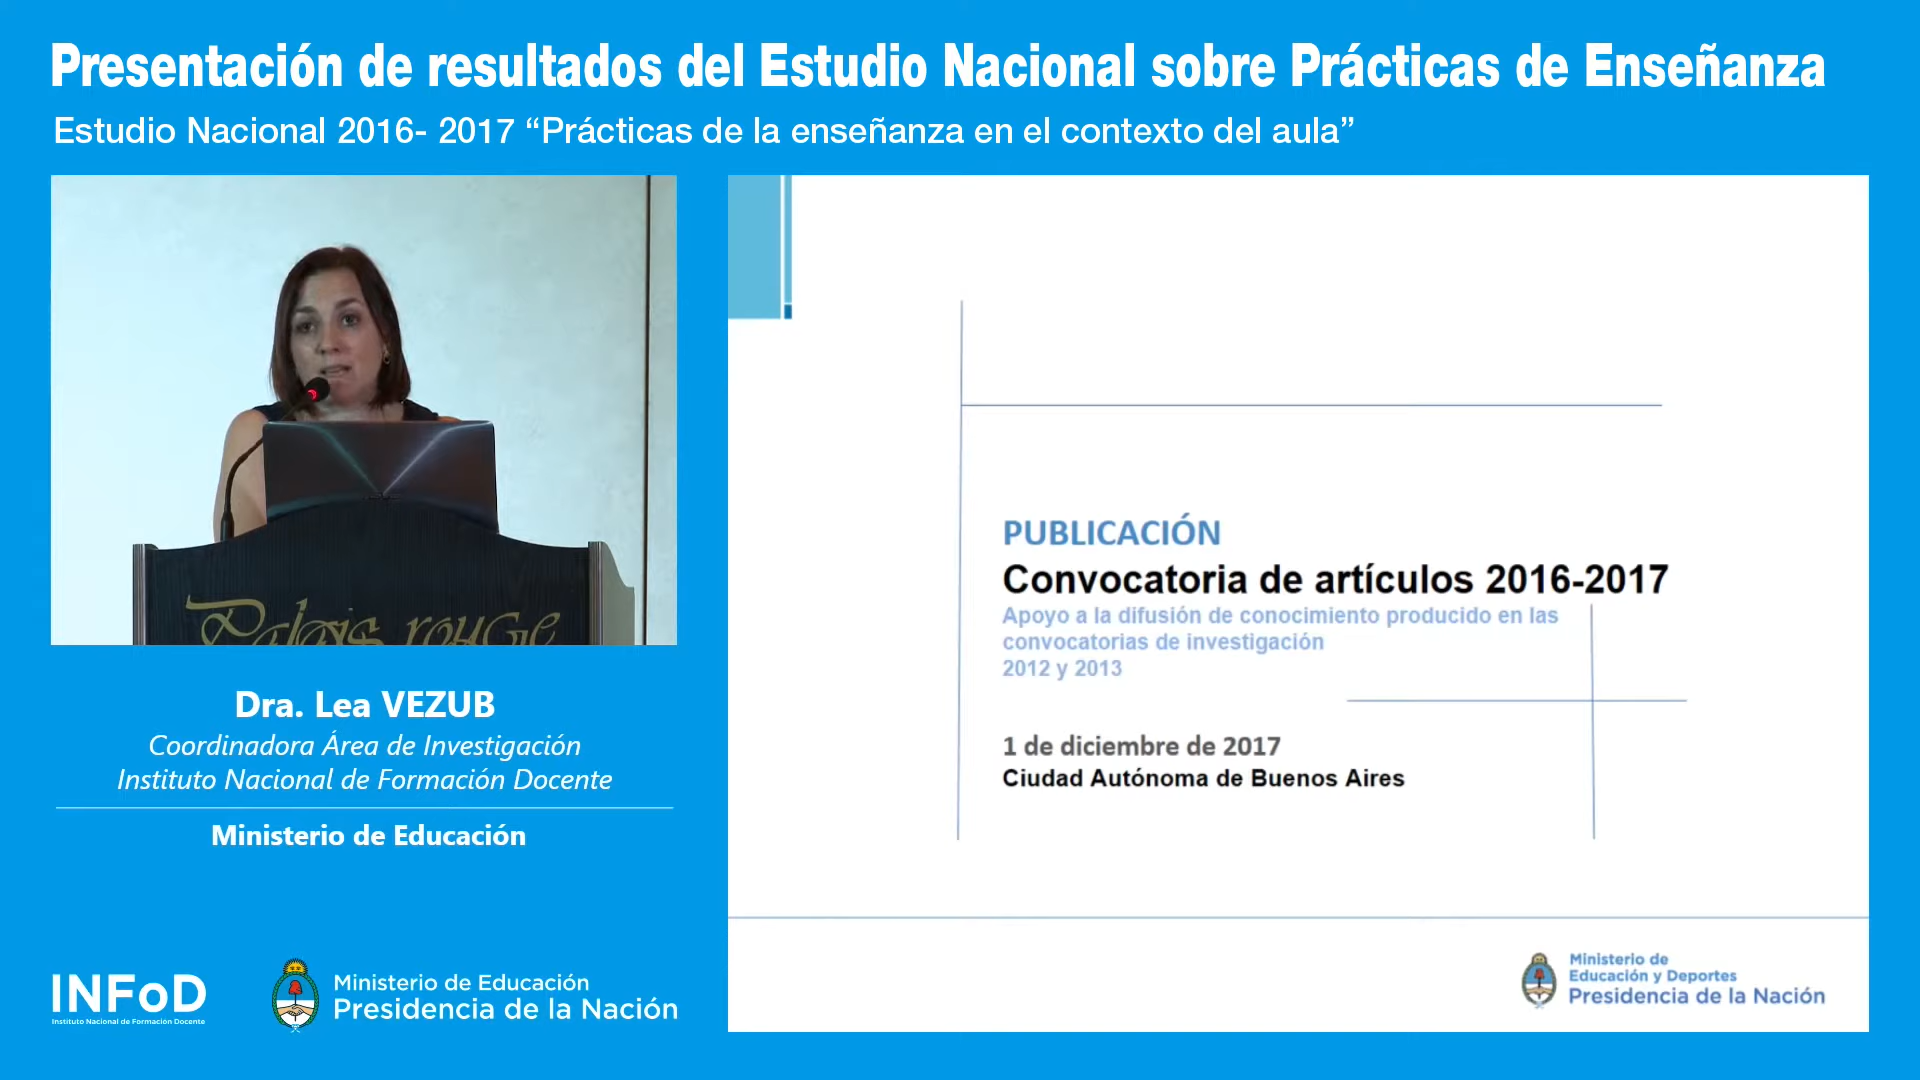 Presentación de resultados del Estudio Nacional sobre Prácticas de Enseñanza
Estudio Nacional 2016- 2017 “Prácticas de la enseñanza en el contexto del aula”
Palais rouge
Dra. Lea VEZUB
Coordinadora Área de Investigación
Instituto Nacional de Formación Docente
Ministerio de Educación
INFoD
Instituto Nacional de Formación Docente
Ministerio de Educación
Presidencia de la Nación
PUBLICACIÓN
Convocatoria de artículos 2016-2017
Apoyo a la difusión de conocimiento producido en las
convocatorias de investigación
2012 y 2013
1 de diciembre de 2017
Ciudad Autónoma de Buenos Aires
Ministerio de
Educación y Deportes
Presidencia de la Nación